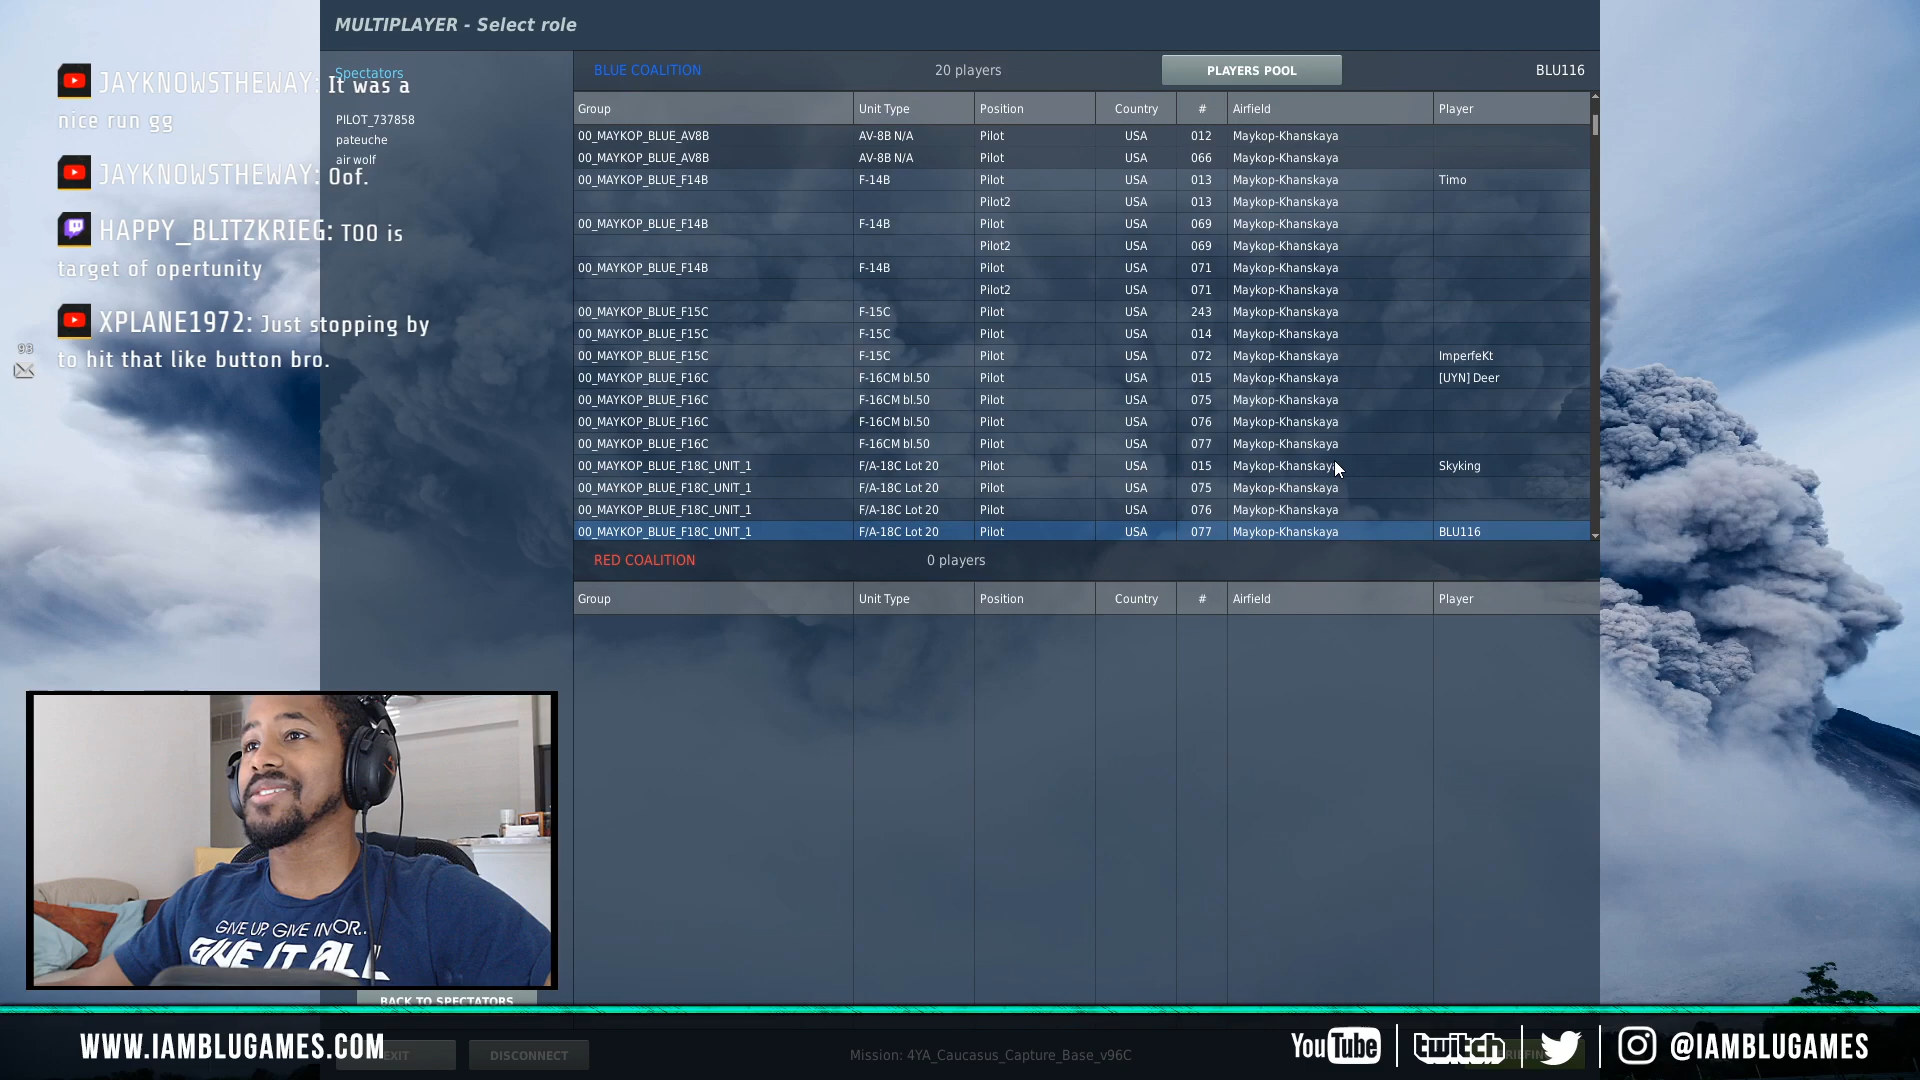 MULTIPLAYER - Select role
JAYKNOWSTHEWAY: It was a
nice run gg
JAYKNOWSTHEWAY: Oof.
HAPPY_BLITZKRIEG: TOO is
target of opertunity
XPLANE1972: Just stopping by
to hit that like button bro.
93
Spectators
PILOT_737858
pateuche
air wolf
BLUE COALITION 20 players PLAYERS POOL BLU116
Group Unit Type Position Country # Airfield Player
00_MAYKOP_BLUE_AV8B AV-8B N/A Pilot USA 012 Maykop-Khanskaya
00_MAYKOP_BLUE_AV8B AV-8B N/A Pilot USA 066 Maykop-Khanskaya
00_MAYKOP_BLUE_F14B F-14B Pilot USA 013 Maykop-Khanskaya Timo
Pilot2 USA 013 Maykop-Khanskaya
00_MAYKOP_BLUE_F14B F-14B Pilot USA 069 Maykop-Khanskaya
Pilot2 USA 069 Maykop-Khanskaya
00_MAYKOP_BLUE_F14B F-14B Pilot USA 071 Maykop-Khanskaya
Pilot2 USA 071 Maykop-Khanskaya
00_MAYKOP_BLUE_F15C F-15C Pilot USA 243 Maykop-Khanskaya
00_MAYKOP_BLUE_F15C F-15C Pilot USA 014 Maykop-Khanskaya
00_MAYKOP_BLUE_F15C F-15C Pilot USA 072 Maykop-Khanskaya ImperfeKt
00_MAYKOP_BLUE_F16C F-16CM bl.50 Pilot USA 015 Maykop-Khanskaya [UYN] Deer
00_MAYKOP_BLUE_F16C F-16CM bl.50 Pilot USA 075 Maykop-Khanskaya
00_MAYKOP_BLUE_F16C F-16CM bl.50 Pilot USA 076 Maykop-Khanskaya
00_MAYKOP_BLUE_F16C F-16CM bl.50 Pilot USA 077 Maykop-Khanskaya
00_MAYKOP_BLUE_F18C_UNIT_1 F/A-18C Lot 20 Pilot USA 015 Maykop-Khanskaya Skyking
00_MAYKOP_BLUE_F18C_UNIT_1 F/A-18C Lot 20 Pilot USA 075 Maykop-Khanskaya
00_MAYKOP_BLUE_F18C_UNIT_1 F/A-18C Lot 20 Pilot USA 076 Maykop-Khanskaya
00_MAYKOP_BLUE_F18C_UNIT_1 F/A-18C Lot 20 Pilot USA 077 Maykop-Khanskaya BLU116
RED COALITION 0 players
Group Unit Type Position Country # Airfield Player
GIVE UP, GIVE IN OR..
GIVE IT ALL
BACK TO SPECTATORS
WWW.IAMBLUGAMES.COM
DISCONNECT
Mission: 4YA_Caucasus_Capture_Base_v96C
YouTube twitch @IAMBLUGAMES